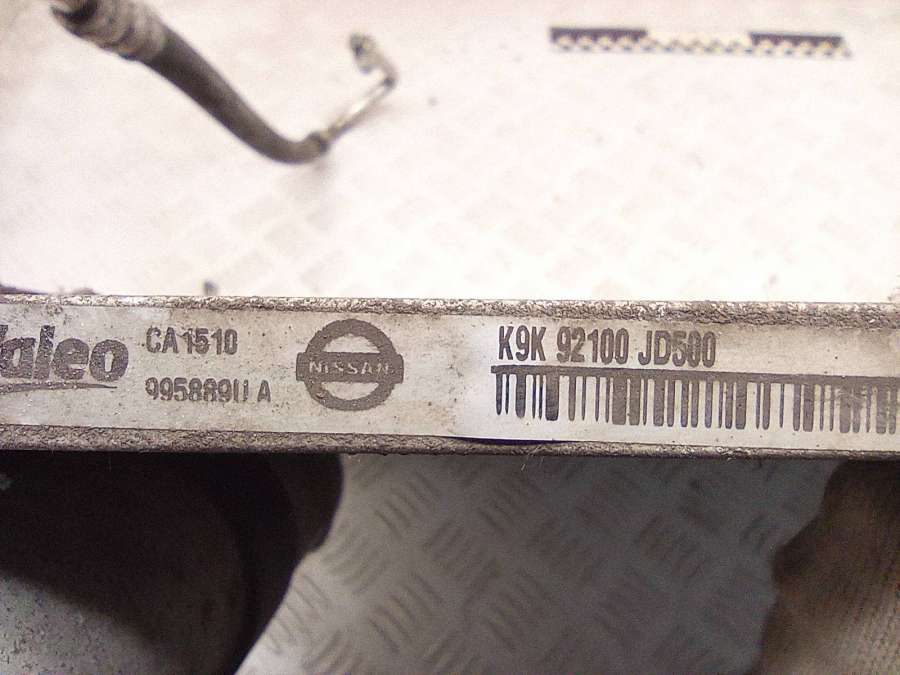 Valeo
CA1510
995889U A
NISSAN
K9K 92100 JD500